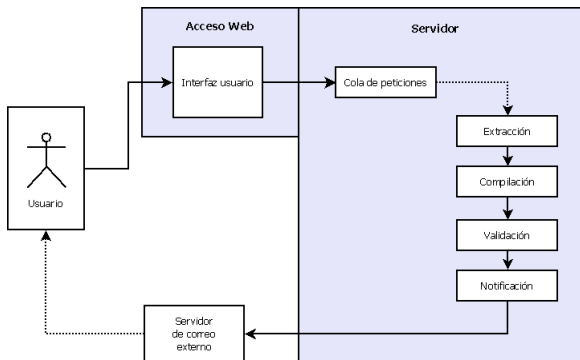 Acceso Web
Servidor
Interfaz usuario
Cola de peticiones
Extracción
Compilación
Usuario
Validación
Notificación
Servidor
de correo
externo